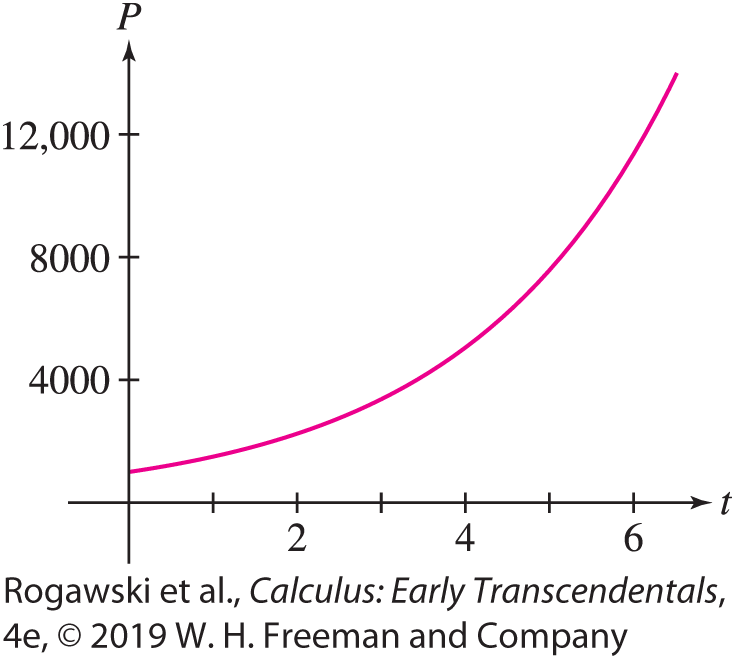 P
12,000
8000
4000
t
2 4 6
Rogawski et al., Calculus: Early Transcendentals,
4e, © 2019 W. H. Freeman and Company